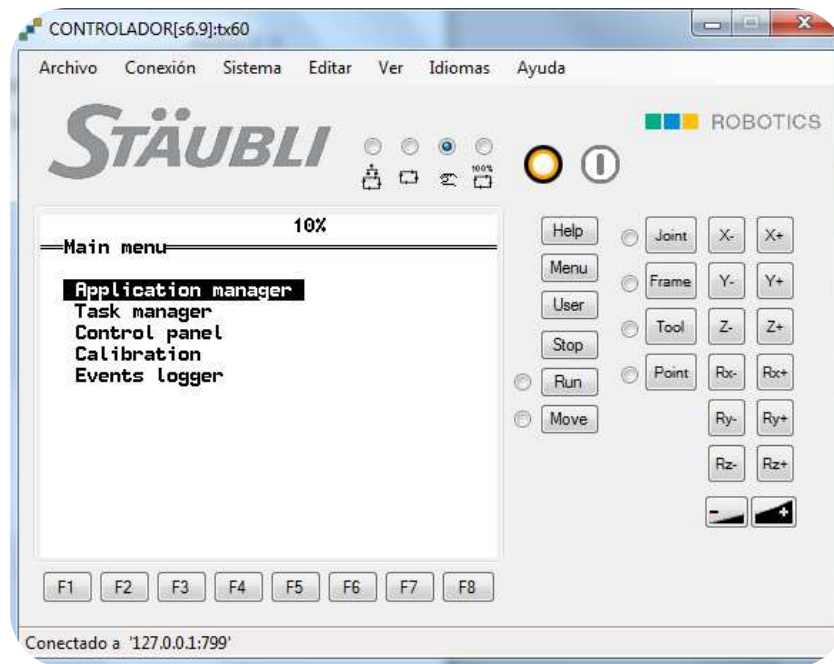 CONTROLADOR[s6.9]:tx60
Archivo Conexión Sistema Editar Ver Idiomas Ayuda
STÄUBLI
ROBOTICS
100%
10%
Main menu
Application manager
Task manager
Control panel
Calibration
Events logger
Help
Menu
User
Stop
Run
Move
Joint X- X+
Frame Y- Y+
Tool Z- Z+
Point Rx- Rx+
Ry- Ry+
Rz- Rz+
- +
F1 F2 F3 F4 F5 F6 F7 F8
Conectado a '127.0.0.1:799'